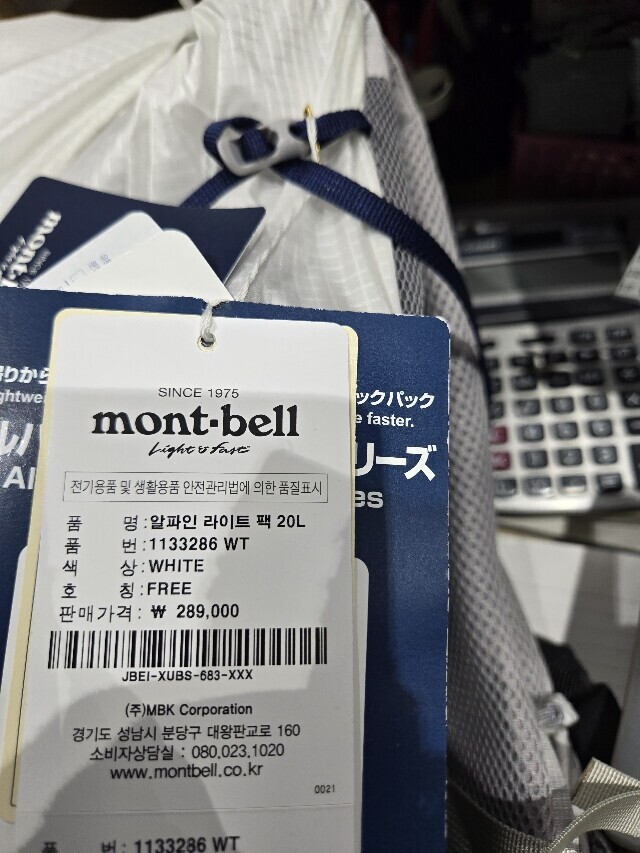 mont-bell
SINCE 1975
mont-bell
Light & Fast
전기용품 및 생활용품 안전관리법에 의한 품질표시
품 명 : 알파인 라이트 팩 20L
품 번 : 1133286 WT
색 상 : WHITE
호 칭 : FREE
판매가격 : ₩ 289,000
JBEI-XUBS-683-XXX
(주)MBK Corporation
경기도 성남시 분당구 대왕판교로 160
소비자상담실 : 080.023.1020
www.montbell.co.kr
0021
품 번 : 1133286 WT
ックパック
faster.
リーズ